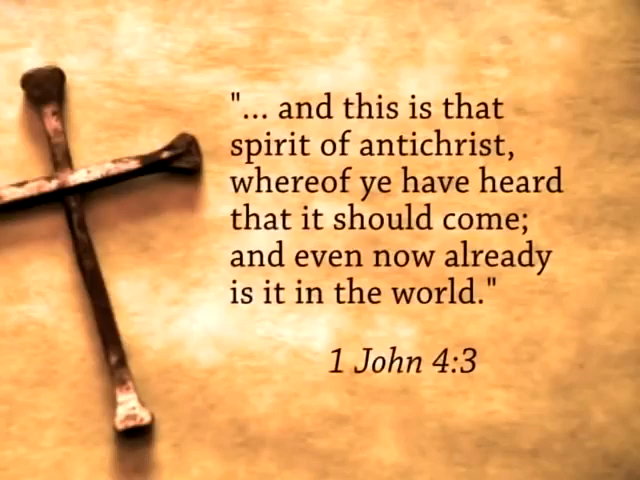 "... and this is that
spirit of antichrist,
whereof ye have heard
that it should come;
and even now already
is it in the world."
1 John 4:3